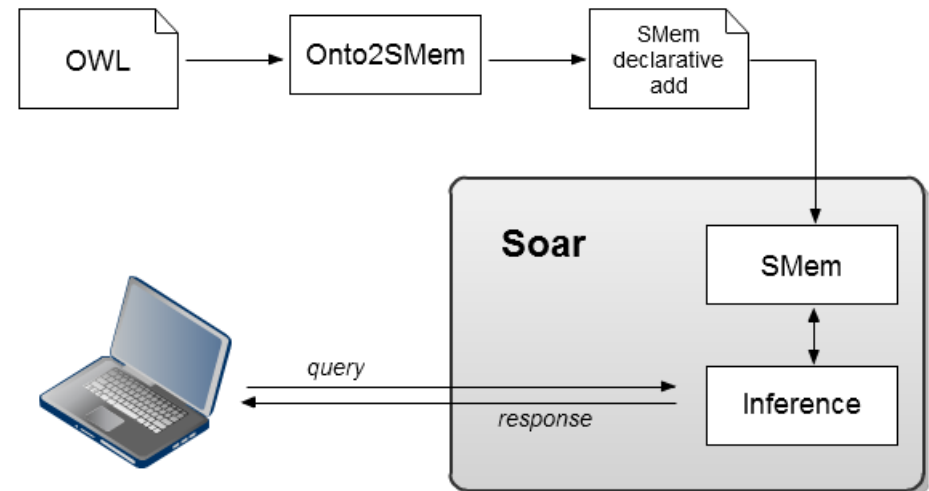 OWL
Onto2SMem
SMem
declarative
add
Soar
SMem
query
response
Inference